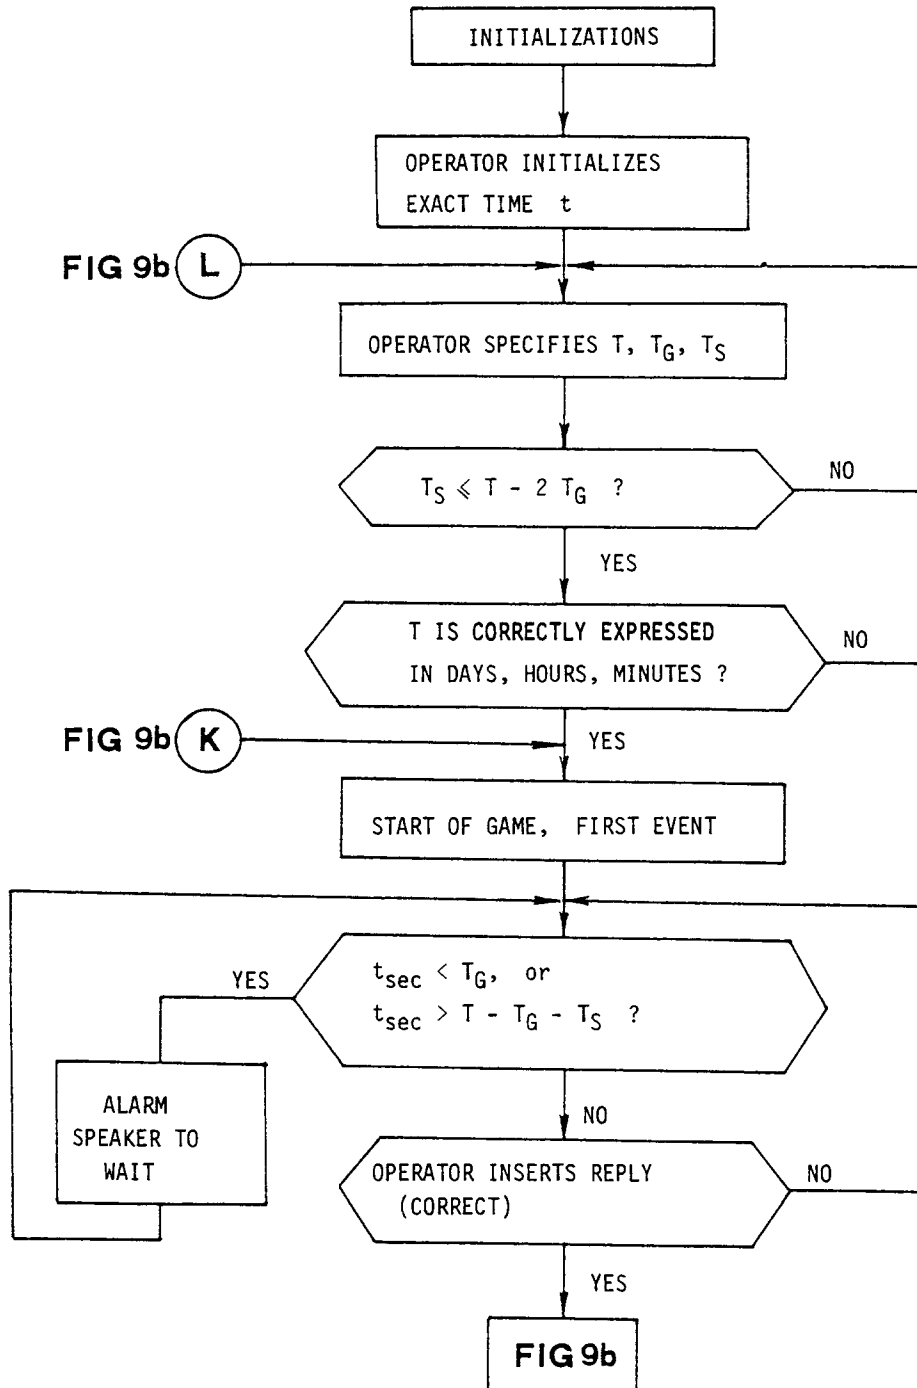 INITIALIZATIONS
OPERATOR INITIALIZES
EXACT TIME t
FIG 9b L
OPERATOR SPECIFIES T, T_G, T_S
T_S ⩽ T - 2 T_G ?
NO
YES
T IS CORRECTLY EXPRESSED
IN DAYS, HOURS, MINUTES ?
NO
FIG 9b K
YES
START OF GAME, FIRST EVENT
YES
t_sec < T_G, or
t_sec > T - T_G - T_S ?
ALARM
SPEAKER TO
WAIT
NO
OPERATOR INSERTS REPLY
(CORRECT)
NO
YES
FIG 9b